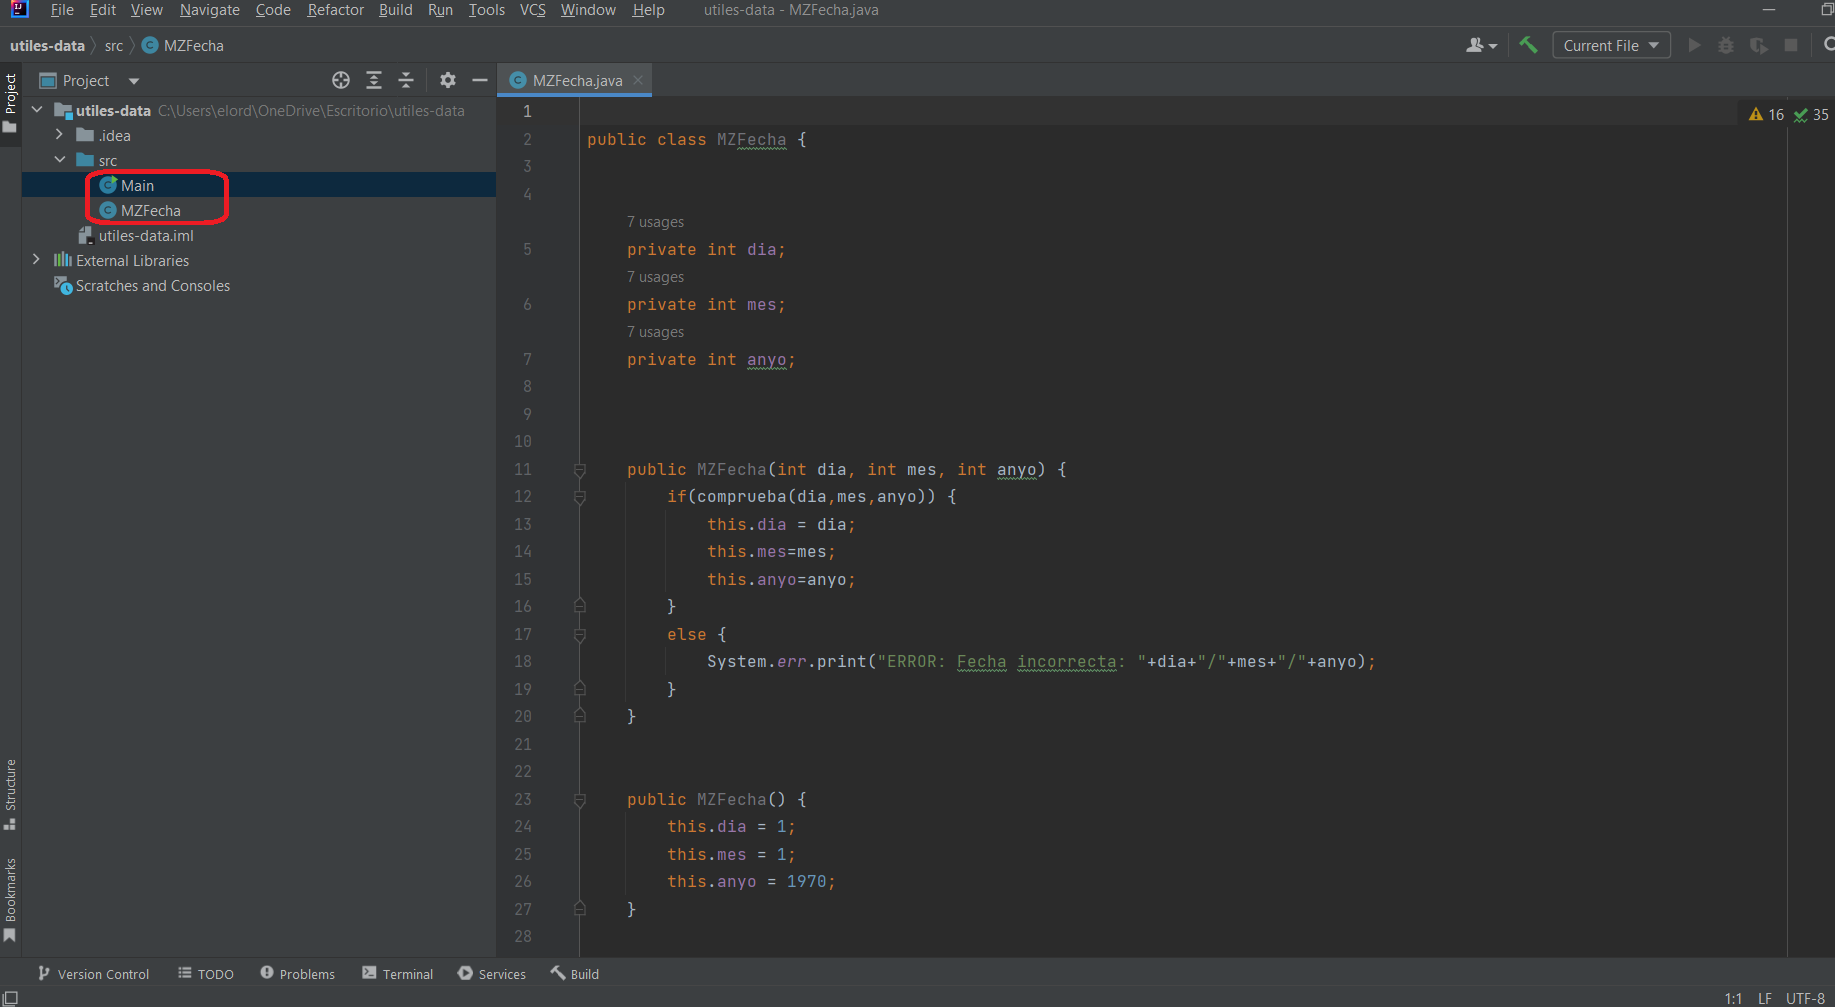 File Edit View Navigate Code Refactor Build Run Tools VCS Window Help utiles-data - MZFecha.java
utiles-data src MZFecha
Current File
Project
Project
MZFecha.java
utiles-data C:\Users\elord\OneDrive\Escritorio\utiles-data
.idea
src
Main
MZFecha
utiles-data.iml
External Libraries
Scratches and Consoles
Structure
Bookmarks
16 35
1
2 public class MZFecha {
3
4
7 usages
5 private int dia;
7 usages
6 private int mes;
7 usages
7 private int anyo;
8
9
10
11 public MZFecha(int dia, int mes, int anyo) {
12 if(comprueba(dia,mes,anyo)) {
13 this.dia = dia;
14 this.mes=mes;
15 this.anyo=anyo;
16 }
17 else {
18 System.err.print("ERROR: Fecha incorrecta: "+dia+"/"+mes+"/"+anyo);
19 }
20 }
21
22
23 public MZFecha() {
24 this.dia = 1;
25 this.mes = 1;
26 this.anyo = 1970;
27 }
28
Version Control TODO Problems Terminal Services Build
1:1 LF UTF-8